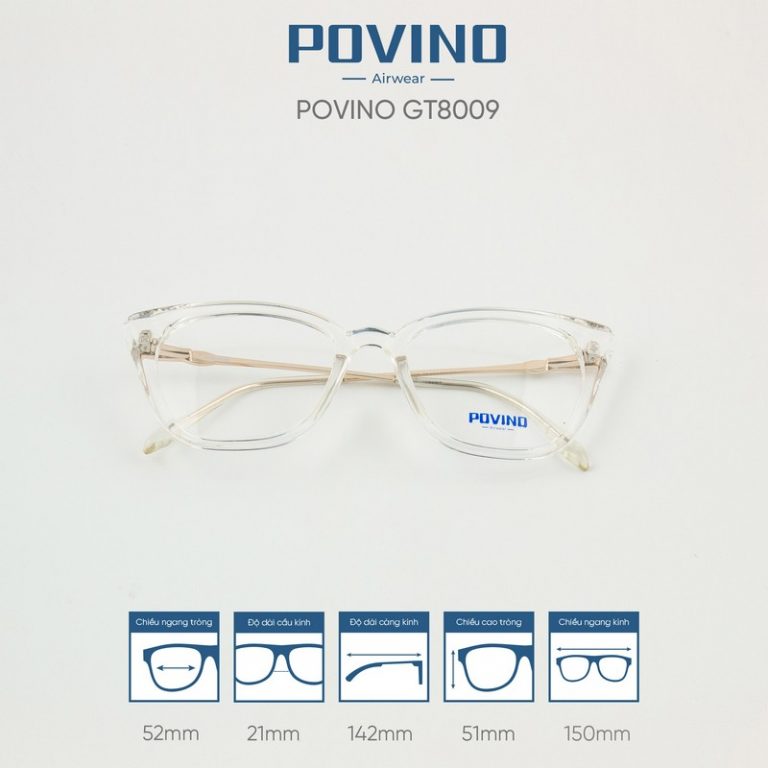 POVINO
Airwear
POVINO GT8009
POVINO
Airwear
Chiều ngang tròng
Độ dài cầu kính
Độ dài càng kính
Chiều cao tròng
Chiều ngang kính
52mm
21mm
142mm
51mm
150mm